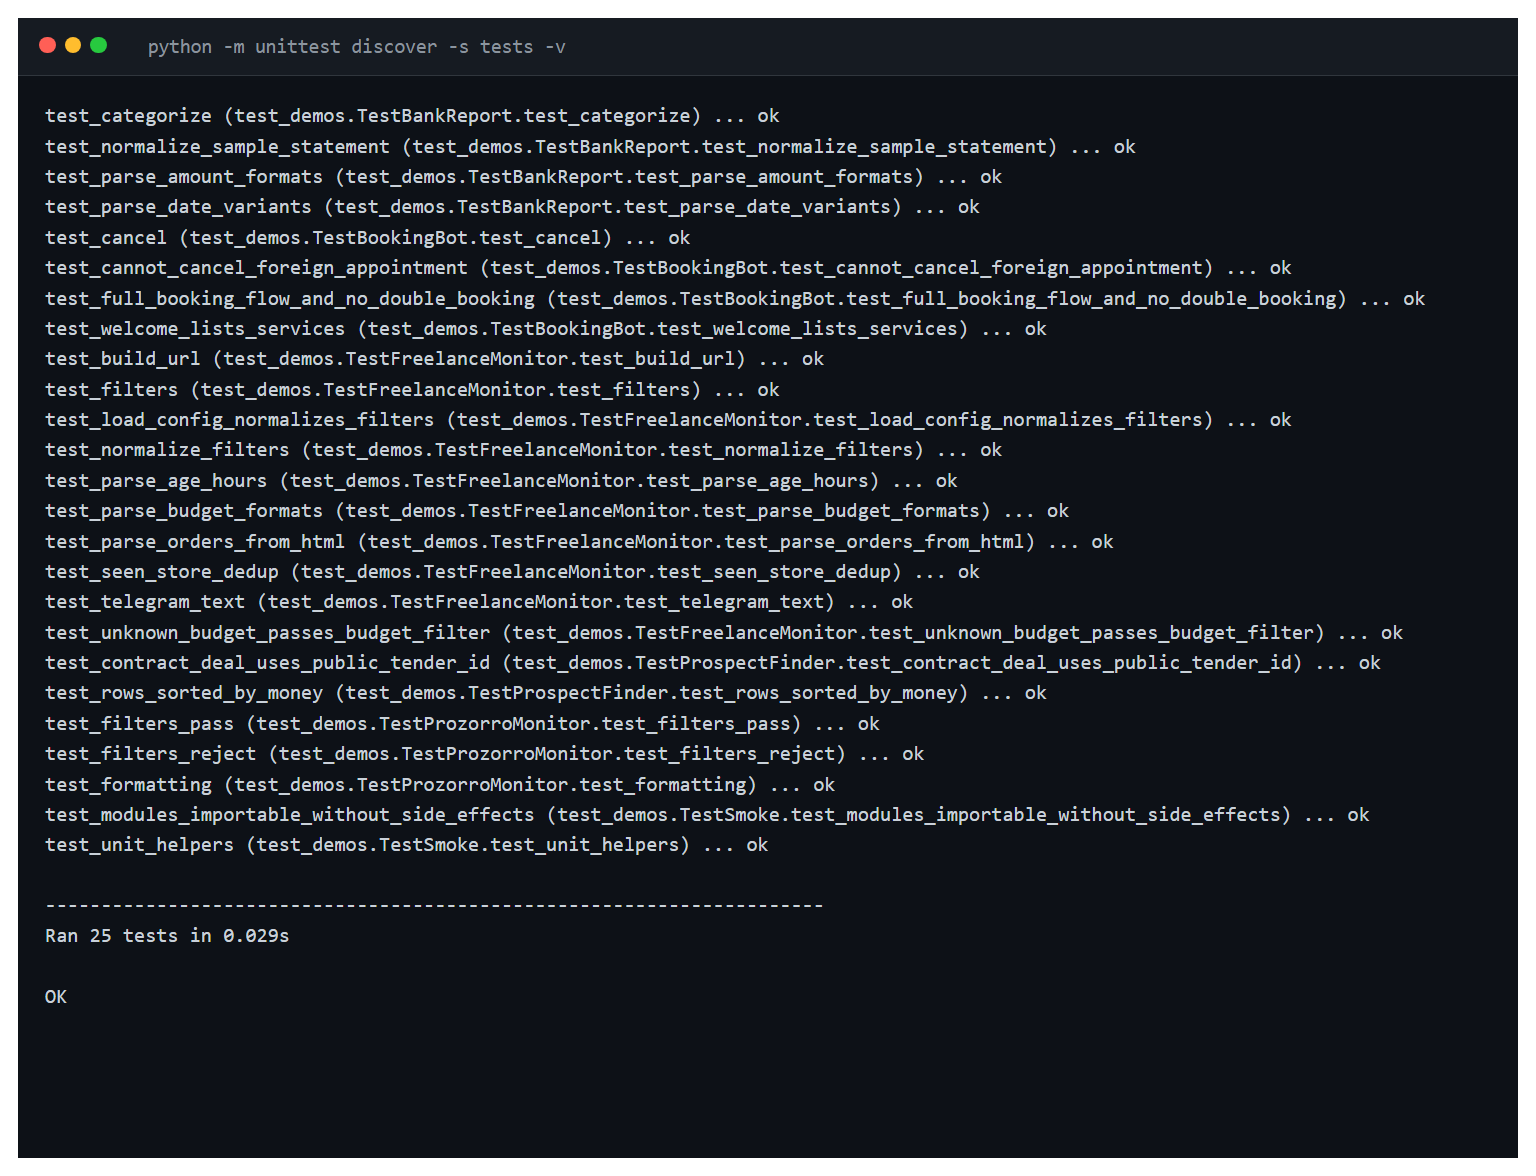 python -m unittest discover -s tests -v
test_categorize (test_demos.TestBankReport.test_categorize) ... ok
test_normalize_sample_statement (test_demos.TestBankReport.test_normalize_sample_statement) ... ok
test_parse_amount_formats (test_demos.TestBankReport.test_parse_amount_formats) ... ok
test_parse_date_variants (test_demos.TestBankReport.test_parse_date_variants) ... ok
test_cancel (test_demos.TestBookingBot.test_cancel) ... ok
test_cannot_cancel_foreign_appointment (test_demos.TestBookingBot.test_cannot_cancel_foreign_appointment) ... ok
test_full_booking_flow_and_no_double_booking (test_demos.TestBookingBot.test_full_booking_flow_and_no_double_booking) ... ok
test_welcome_lists_services (test_demos.TestBookingBot.test_welcome_lists_services) ... ok
test_build_url (test_demos.TestFreelanceMonitor.test_build_url) ... ok
test_filters (test_demos.TestFreelanceMonitor.test_filters) ... ok
test_load_config_normalizes_filters (test_demos.TestFreelanceMonitor.test_load_config_normalizes_filters) ... ok
test_normalize_filters (test_demos.TestFreelanceMonitor.test_normalize_filters) ... ok
test_parse_age_hours (test_demos.TestFreelanceMonitor.test_parse_age_hours) ... ok
test_parse_budget_formats (test_demos.TestFreelanceMonitor.test_parse_budget_formats) ... ok
test_parse_orders_from_html (test_demos.TestFreelanceMonitor.test_parse_orders_from_html) ... ok
test_seen_store_dedup (test_demos.TestFreelanceMonitor.test_seen_store_dedup) ... ok
test_telegram_text (test_demos.TestFreelanceMonitor.test_telegram_text) ... ok
test_unknown_budget_passes_budget_filter (test_demos.TestFreelanceMonitor.test_unknown_budget_passes_budget_filter) ... ok
test_contract_deal_uses_public_tender_id (test_demos.TestProspectFinder.test_contract_deal_uses_public_tender_id) ... ok
test_rows_sorted_by_money (test_demos.TestProspectFinder.test_rows_sorted_by_money) ... ok
test_filters_pass (test_demos.TestProzorroMonitor.test_filters_pass) ... ok
test_filters_reject (test_demos.TestProzorroMonitor.test_filters_reject) ... ok
test_formatting (test_demos.TestProzorroMonitor.test_formatting) ... ok
test_modules_importable_without_side_effects (test_demos.TestSmoke.test_modules_importable_without_side_effects) ... ok
test_unit_helpers (test_demos.TestSmoke.test_unit_helpers) ... ok
----------------------------------------------------------------------
Ran 25 tests in 0.029s
OK